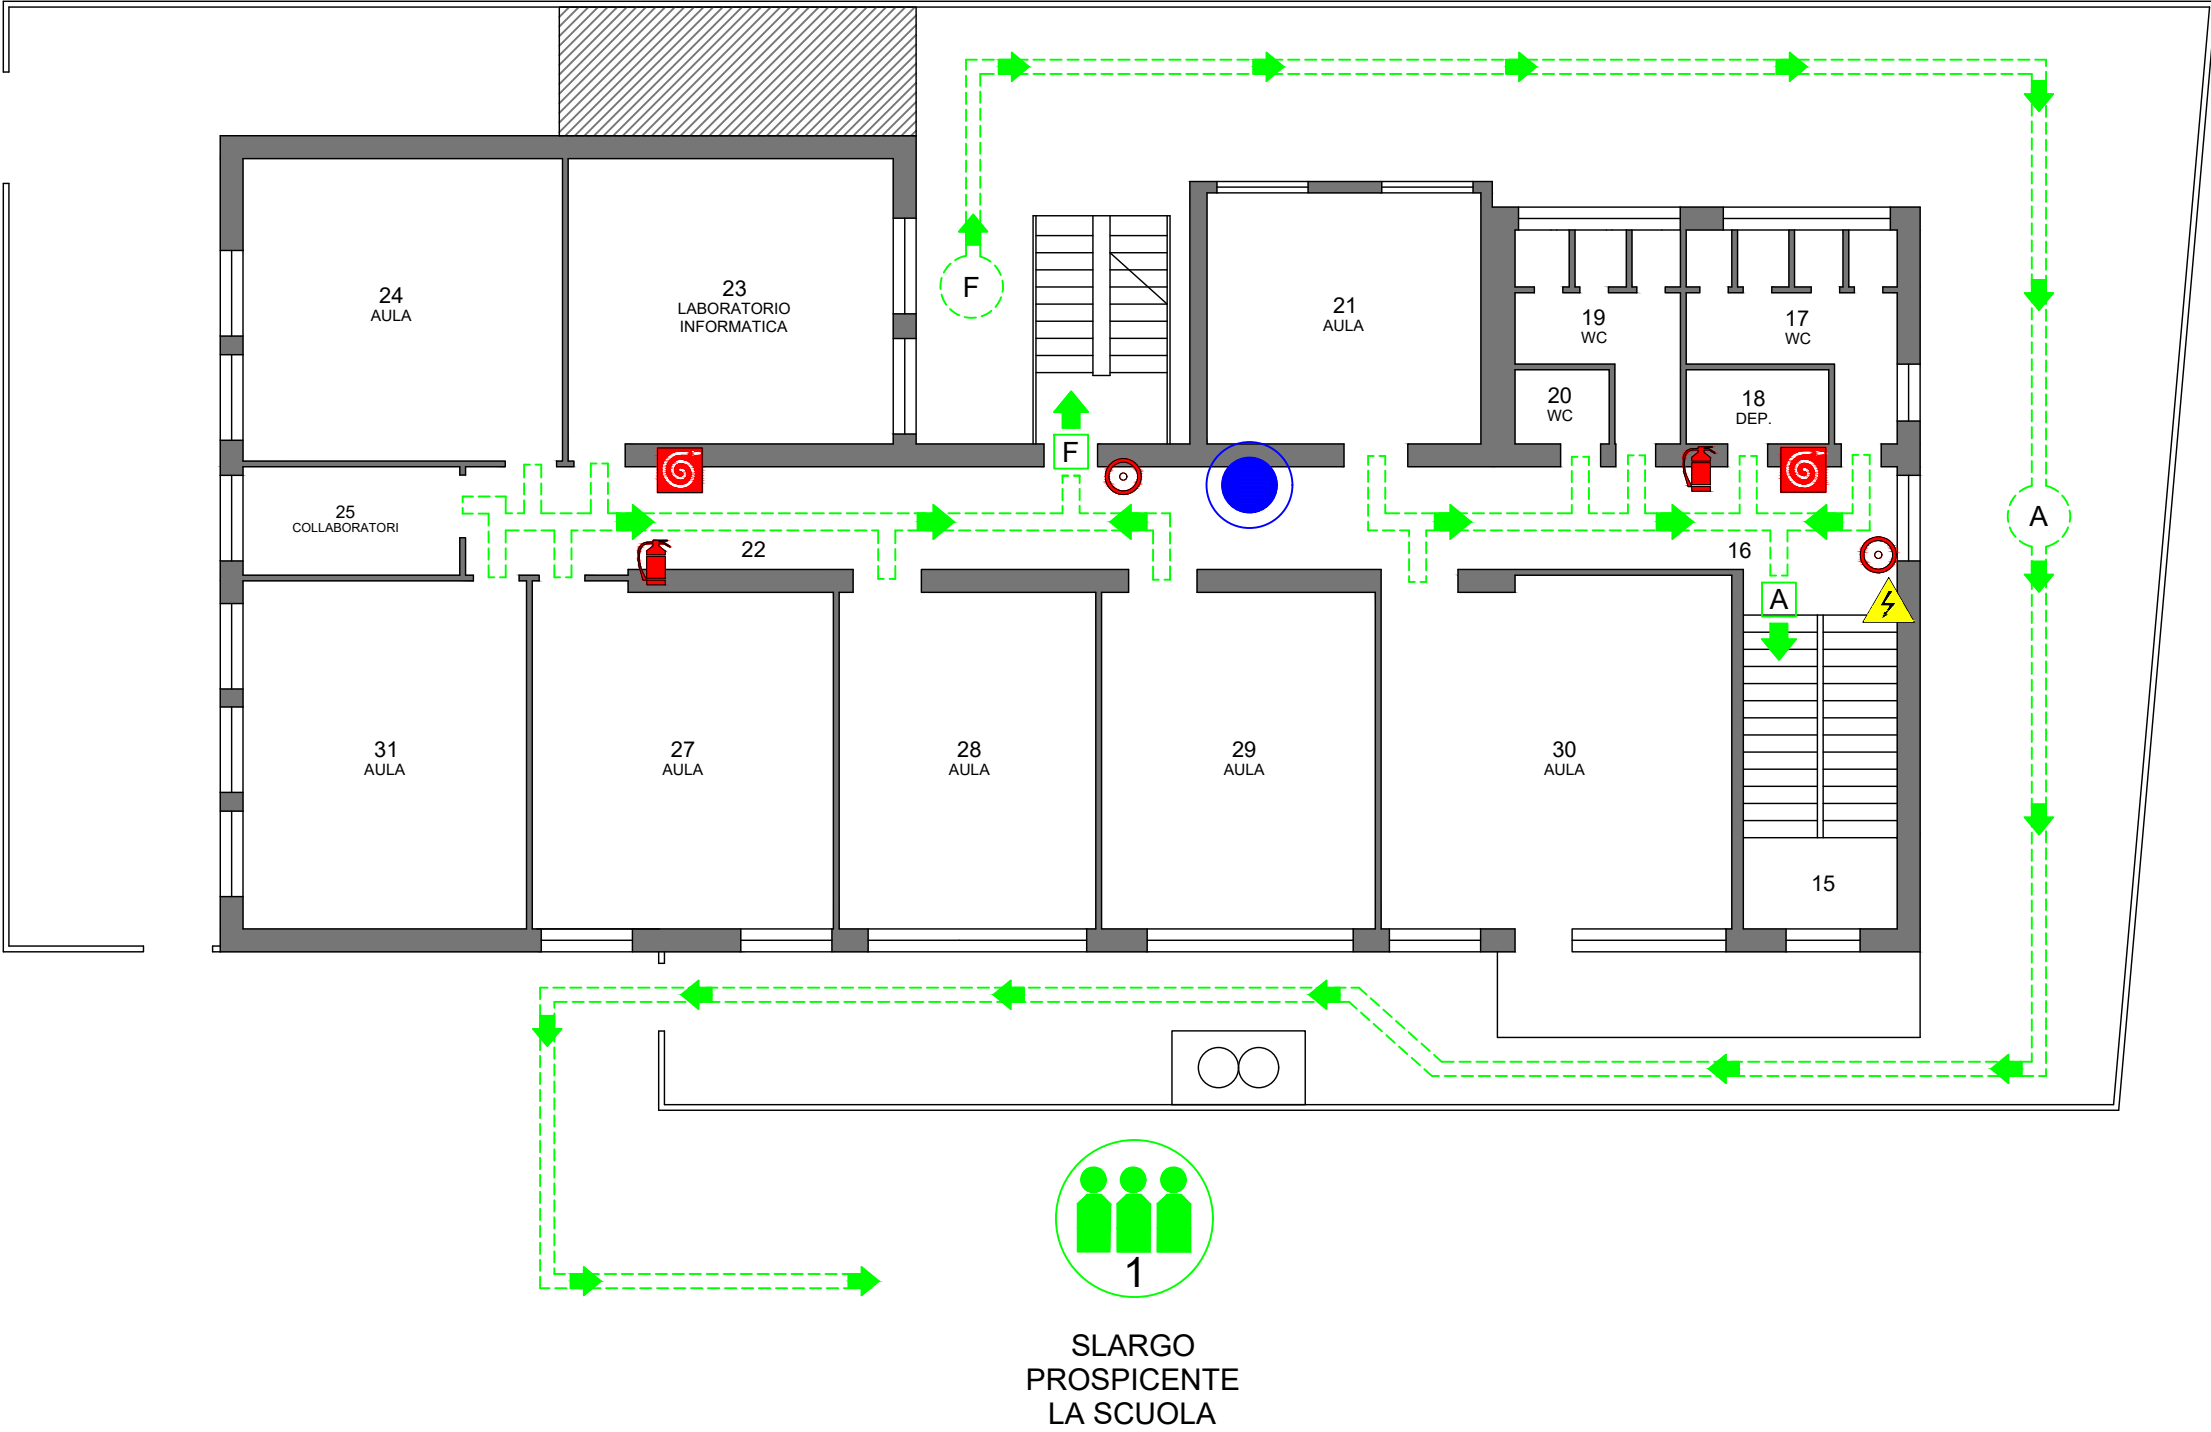 F
24
AULA
23
LABORATORIO
INFORMATICA
21
AULA
19
WC
17
WC
20
WC
18
DEP.
F
25
COLLABORATORI
22
16
A
A
31
AULA
27
AULA
28
AULA
29
AULA
30
AULA
15
1
SLARGO
PROSPICENTE
LA SCUOLA